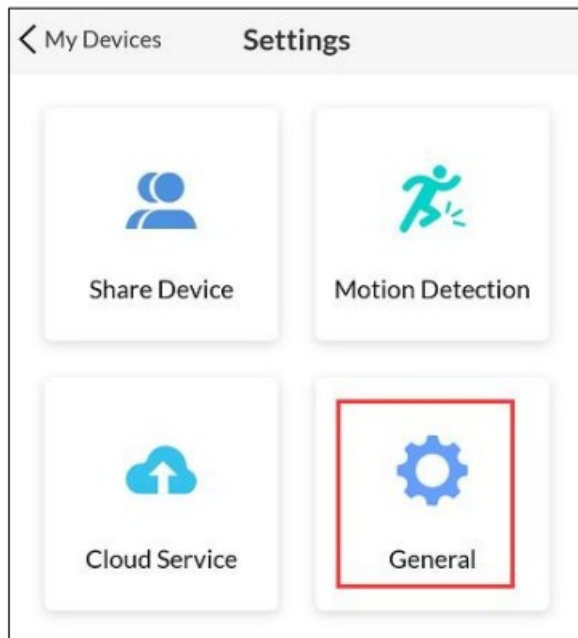 My Devices
Settings
Share Device
Motion Detection
Cloud Service
General